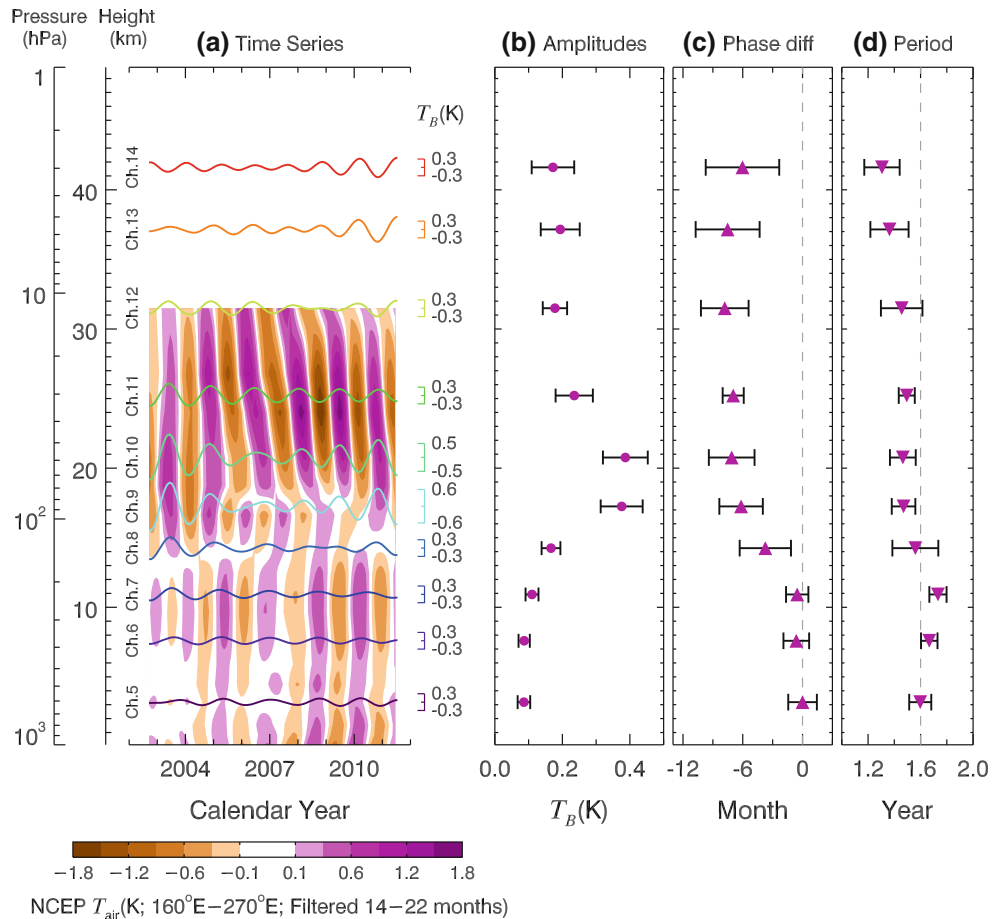 Pressure (hPa)
Height (km)
(a) Time Series
(b) Amplitudes
(c) Phase diff
(d) Period
1
10
10²
10³
40
30
20
10
T_B(K)
Ch.14
0.3
-0.3
Ch.13
0.3
-0.3
Ch.12
0.3
-0.3
Ch.11
0.3
-0.3
Ch.10
0.5
-0.5
Ch.9
0.6
-0.6
Ch.8
0.3
-0.3
Ch.7
0.3
-0.3
Ch.6
0.3
-0.3
Ch.5
0.3
-0.3
2004 2007 2010
Calendar Year
0.0 0.2 0.4
T_B(K)
-12 -6 0
Month
1.2 1.6 2.0
Year
−1.8 −1.2 −0.6 −0.1 0.1 0.6 1.2 1.8
NCEP T_air(K; 160°E−270°E; Filtered 14−22 months)